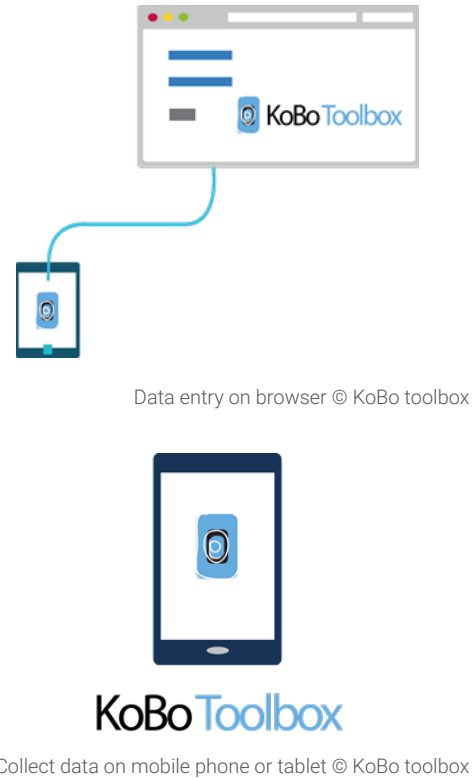 KoBo Toolbox
Data entry on browser © KoBo toolbox
KoBo Toolbox
Collect data on mobile phone or tablet © KoBo toolbox